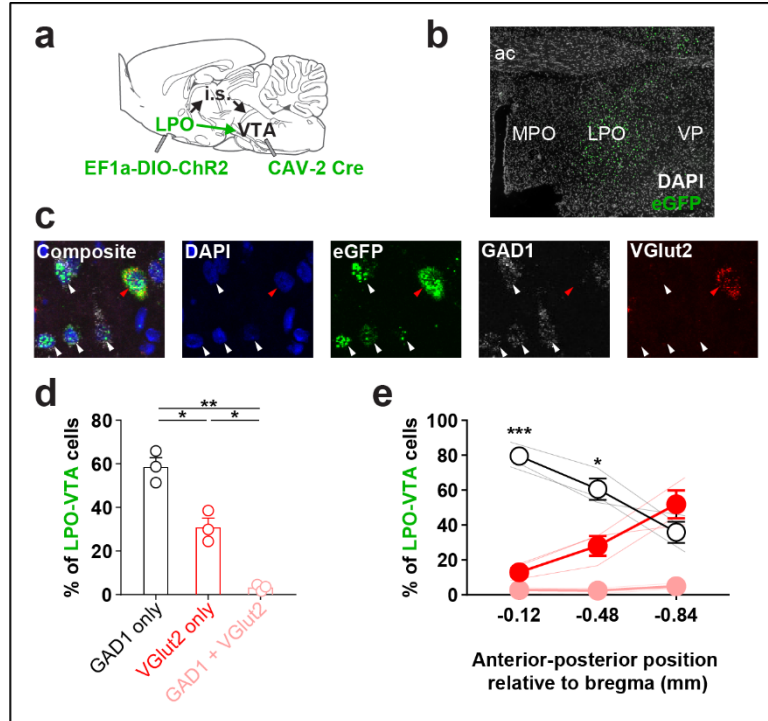 a
i.s.
LPO
VTA
EF1a-DIO-ChR2
CAV-2 Cre
b
ac
MPO
LPO
VP
DAPI
eGFP
c
Composite
DAPI
eGFP
GAD1
VGlut2
d
**
*
*
80
60
40
20
0
% of LPO-VTA cells
GAD1 only
VGlut2 only
GAD1 + VGlut2
e
100
80
60
40
20
0
% of LPO-VTA cells
***
*
-0.12
-0.48
-0.84
Anterior-posterior position
relative to bregma (mm)